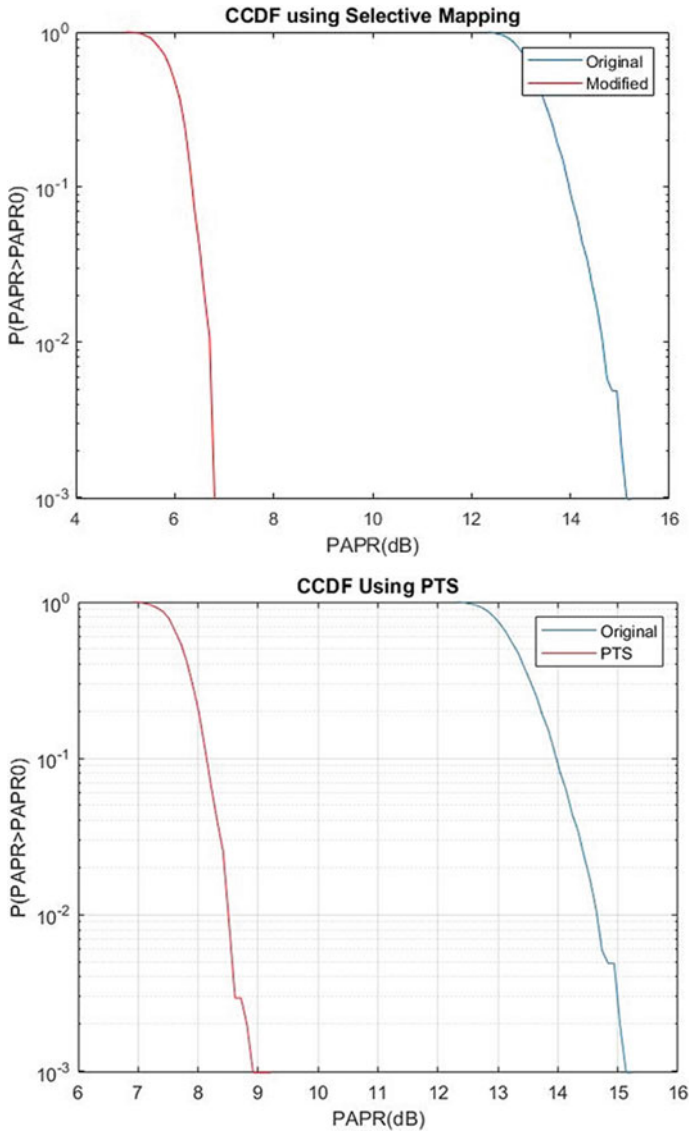 CCDF using Selective Mapping
10^0
Original
Modified
10^-1
P(PAPR>PAPR0)
10^-2
10^-3
4 6 8 10 12 14 16
PAPR(dB)
CCDF Using PTS
10^0
Original
PTS
10^-1
P(PAPR>PAPR0)
10^-2
10^-3
6 7 8 9 10 11 12 13 14 15 16
PAPR(dB)